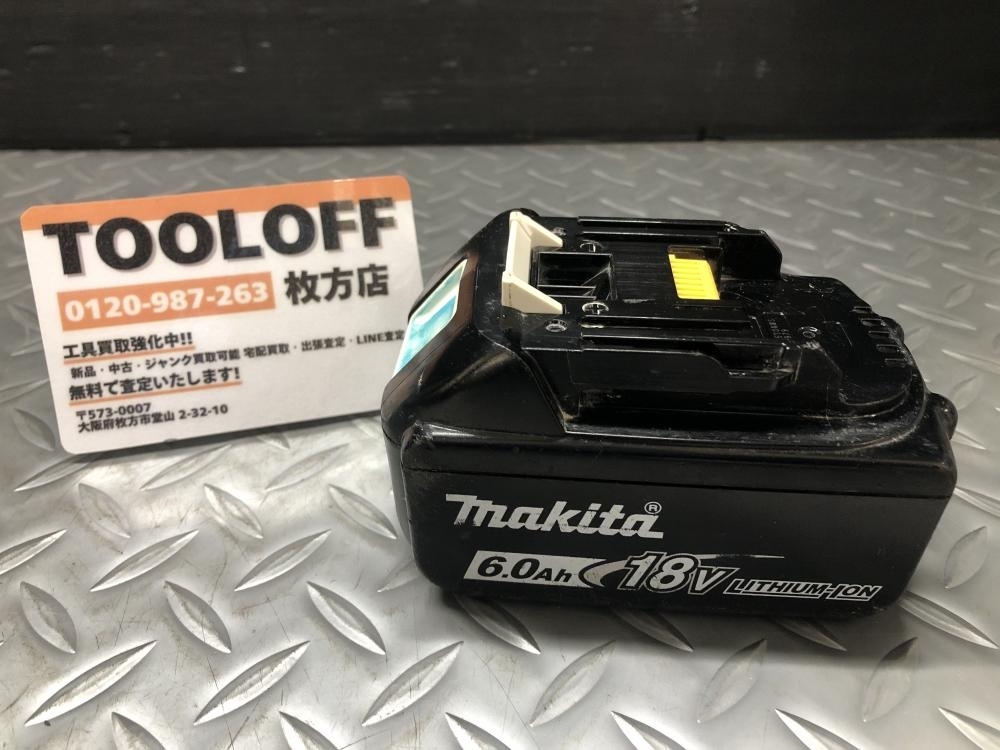 TOOLOFF
0120-987-263 枚方店
工具買取強化中!!
新品・中古・ジャンク買取可能 宅配買取・出張査定・LINE査定
無料で査定いたします!
〒573-0007
大阪府枚方市堂山 2-32-10
makita®
6.0Ah 18V LITHIUM-ION